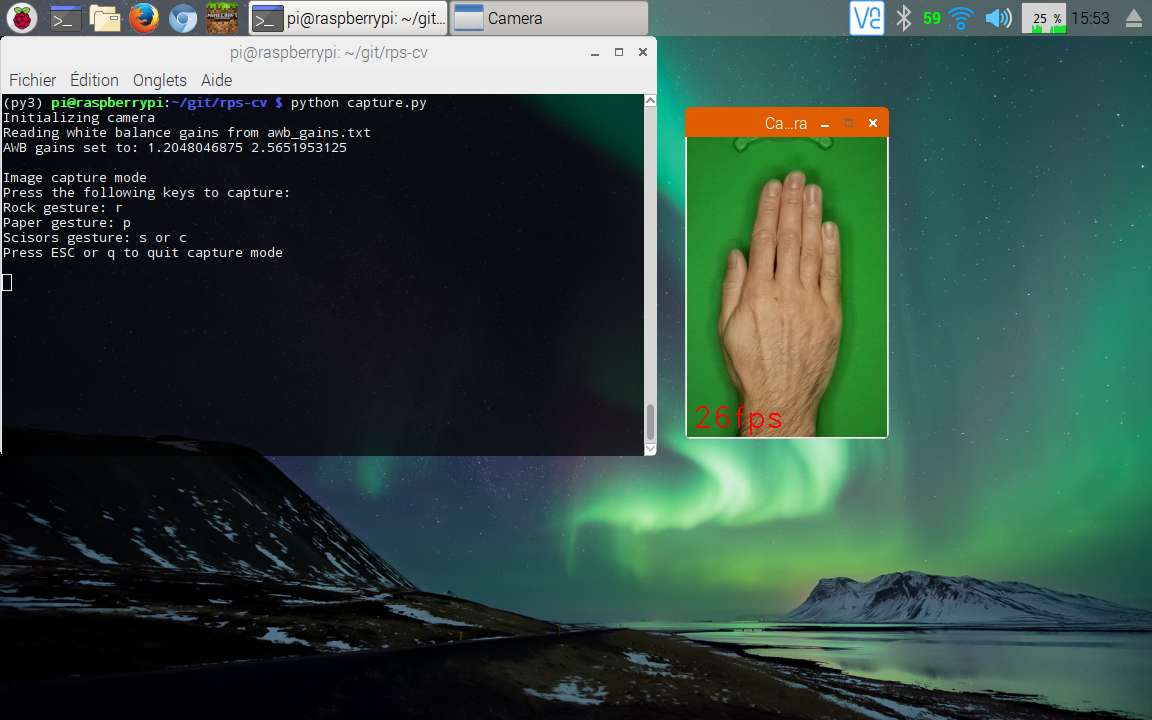 pi@raspberrypi: ~/git...
Camera
59
25 %
15:53
pi@raspberrypi: ~/git/rps-cv
Fichier Édition Onglets Aide
(py3) pi@raspberrypi:~/git/rps-cv $ python capture.py
Initializing camera
Reading white balance gains from awb_gains.txt
AWB gains set to: 1.2048046875 2.5651953125
Image capture mode
Press the following keys to capture:
Rock gesture: r
Paper gesture: p
Scisors gesture: s or c
Press ESC or q to quit capture mode
Ca...ra
26fps